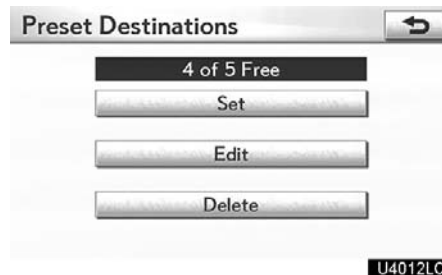 Preset Destinations
4 of 5 Free
Set
Edit
Delete
U4012LC